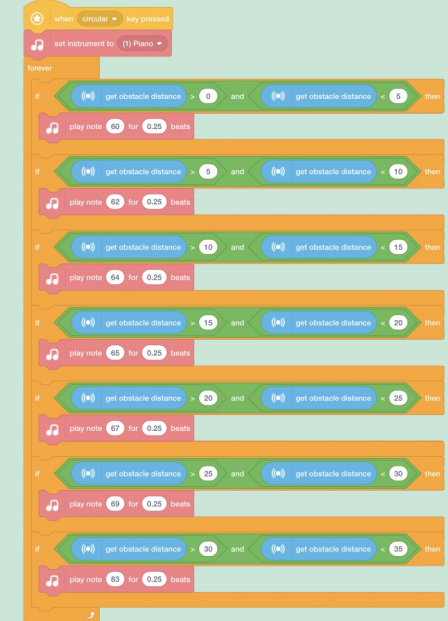 when circular key pressed
set instrument to (1) Piano
forever
if get obstacle distance > 0 and get obstacle distance < 5 then
play note 60 for 0.25 beats
if get obstacle distance > 5 and get obstacle distance < 10 then
play note 62 for 0.25 beats
if get obstacle distance > 10 and get obstacle distance < 15 then
play note 64 for 0.25 beats
if get obstacle distance > 15 and get obstacle distance < 20 then
play note 65 for 0.25 beats
if get obstacle distance > 20 and get obstacle distance < 25 then
play note 67 for 0.25 beats
if get obstacle distance > 25 and get obstacle distance < 30 then
play note 69 for 0.25 beats
if get obstacle distance > 30 and get obstacle distance < 35 then
play note 83 for 0.25 beats